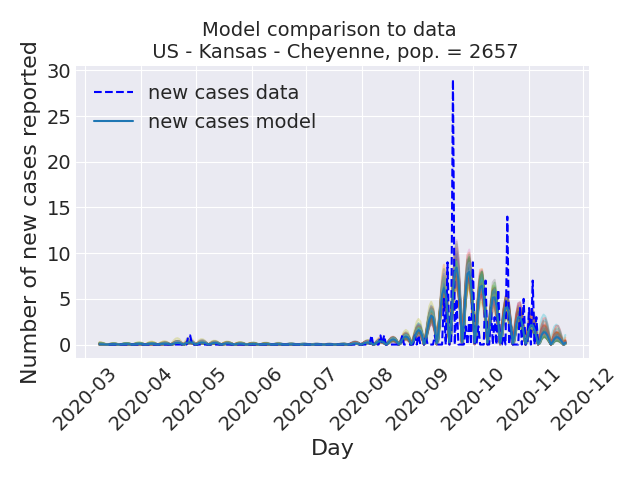 Model comparison to data
US - Kansas - Cheyenne, pop. = 2657
Number of new cases reported
30
25
20
15
10
5
0
new cases data
new cases model
2020-03
2020-04
2020-05
2020-06
2020-07
2020-08
2020-09
2020-10
2020-11
2020-12
Day